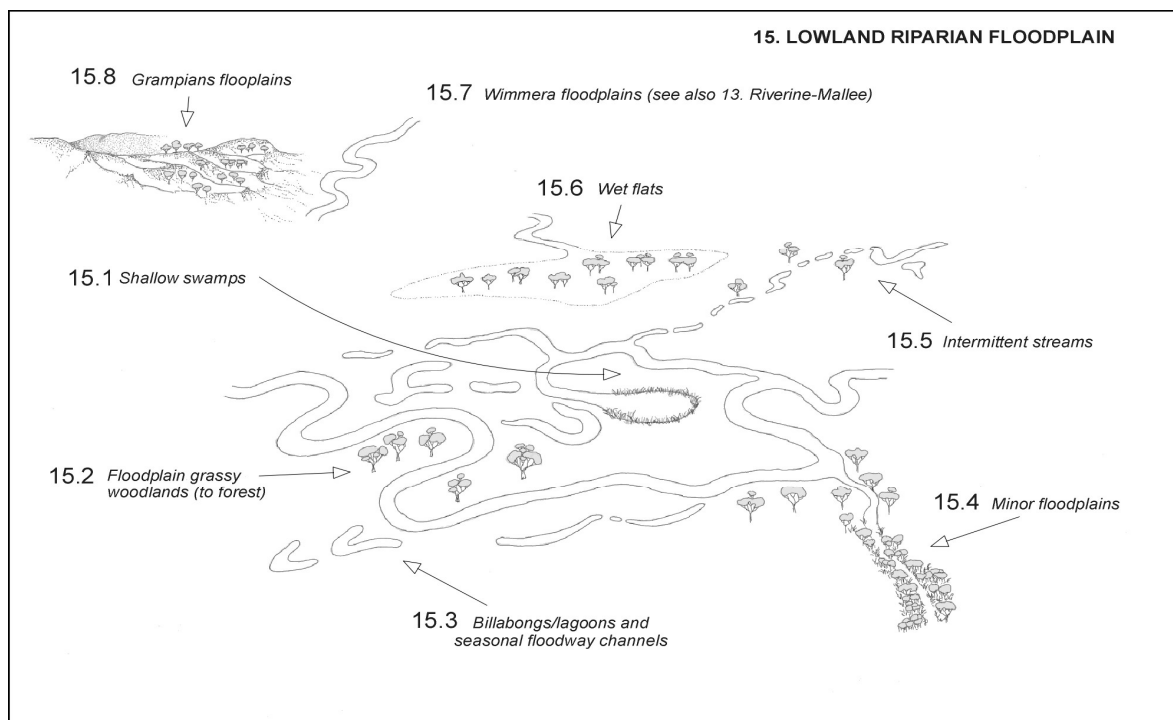 15. LOWLAND RIPARIAN FLOODPLAIN
15.8 Grampians flooplains
15.7 Wimmera floodplains (see also 13. Riverine-Mallee)
15.6 Wet flats
15.1 Shallow swamps
15.5 Intermittent streams
15.2 Floodplain grassy
woodlands (to forest)
15.4 Minor floodplains
15.3 Billabongs/lagoons and
seasonal floodway channels